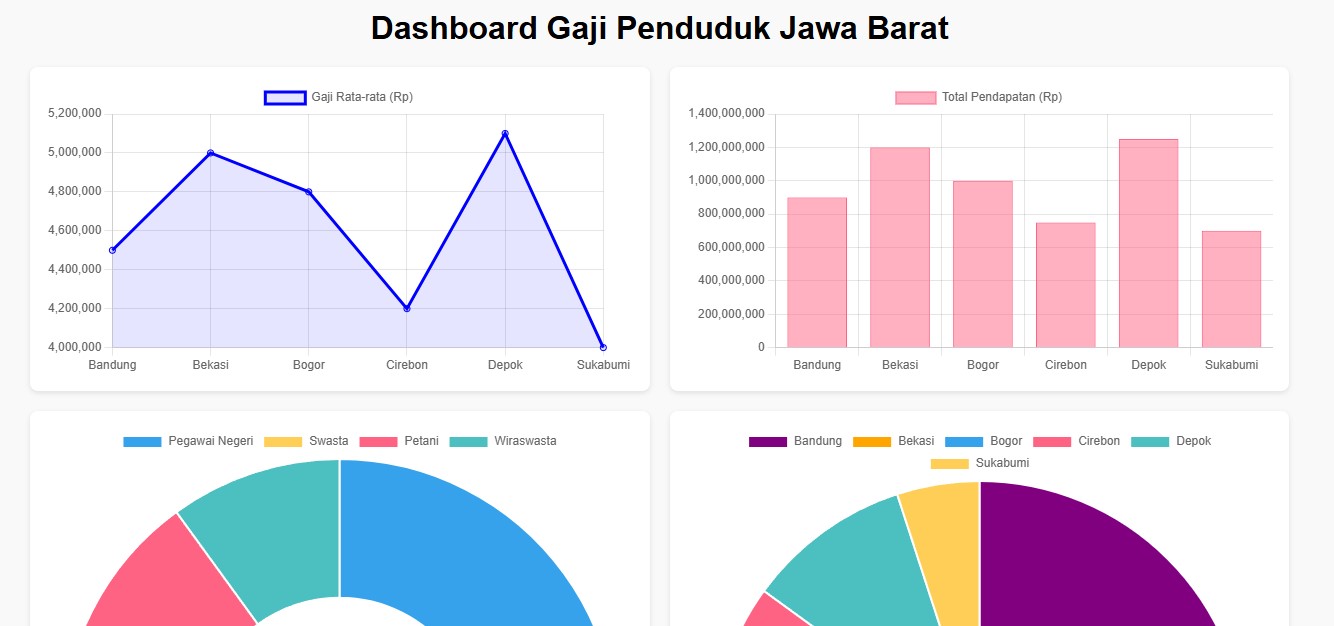 Dashboard Gaji Penduduk Jawa Barat
Gaji Rata-rata (Rp)
5,200,000
5,000,000
4,800,000
4,600,000
4,400,000
4,200,000
4,000,000
Bandung Bekasi Bogor Cirebon Depok Sukabumi
Total Pendapatan (Rp)
1,400,000,000
1,200,000,000
1,000,000,000
800,000,000
600,000,000
400,000,000
200,000,000
0
Bandung Bekasi Bogor Cirebon Depok Sukabumi
Pegawai Negeri Swasta Petani Wiraswasta
Bandung Bekasi Bogor Cirebon Depok
Sukabumi